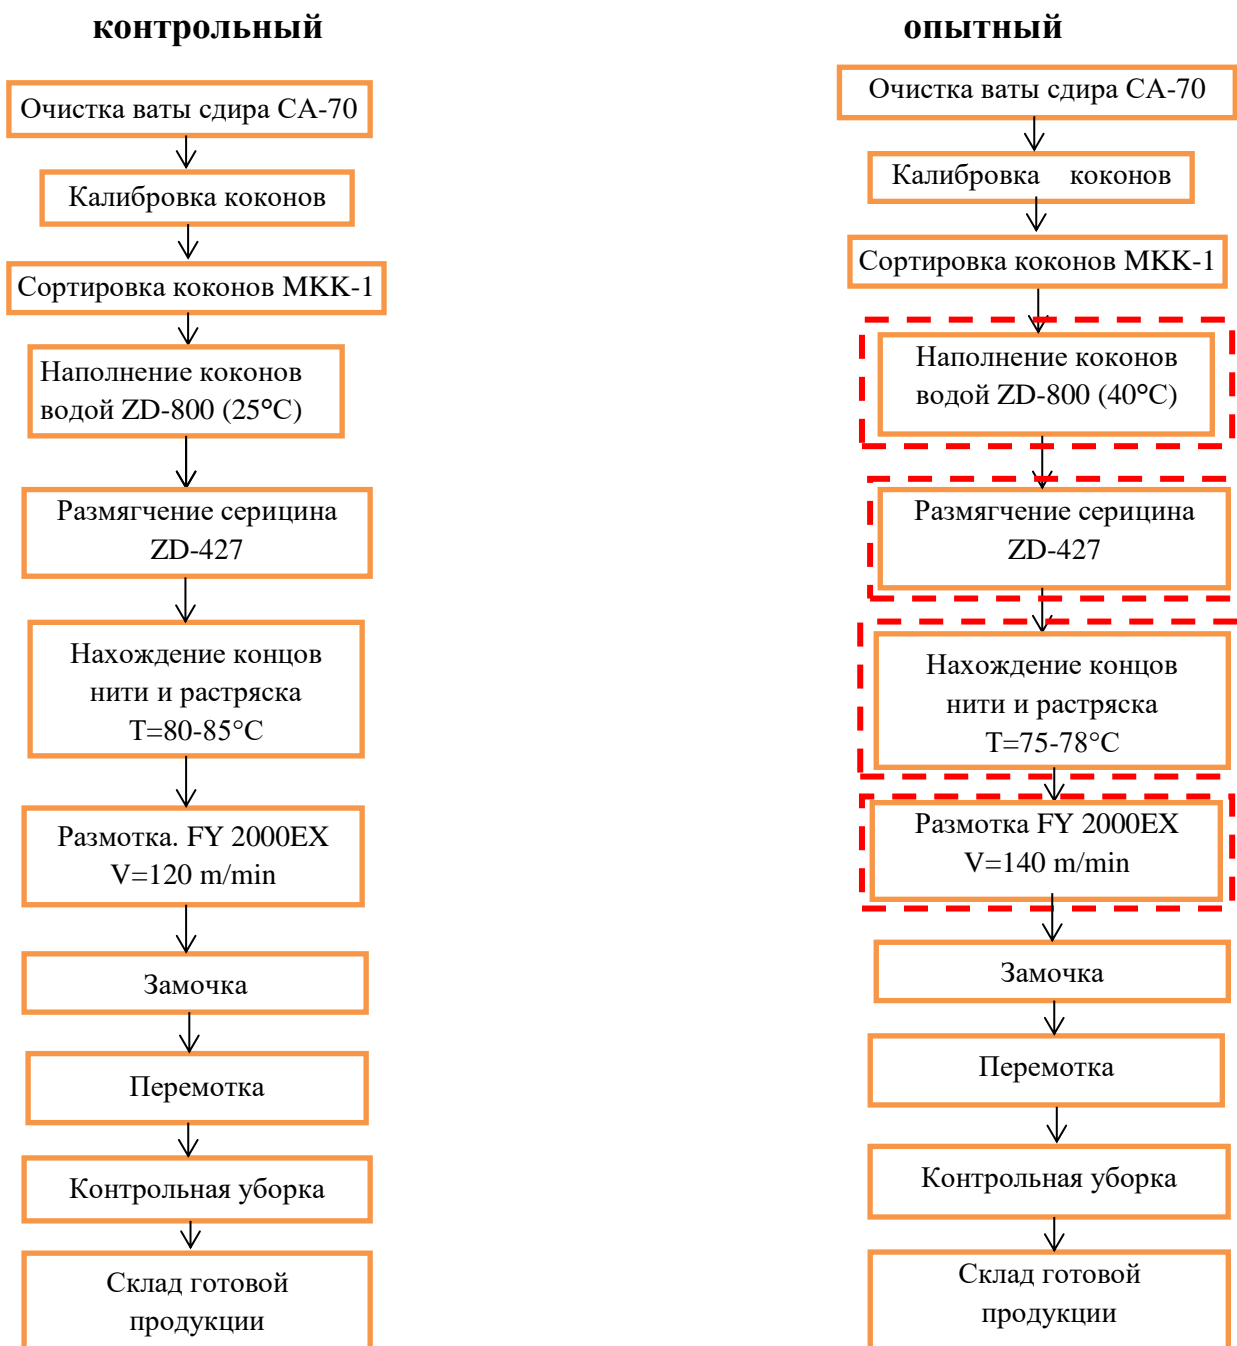 контрольный
Очистка ваты сдира СА-70
Калибровка коконов
Сортировка коконов МКК-1
Наполнение коконов
водой ZD-800 (25°С)
Размягчение серицина
ZD-427
Нахождение концов
нити и растряска
Т=80-85°С
Размотка. FY 2000EX
V=120 m/min
Замочка
Перемотка
Контрольная уборка
Склад готовой
продукции
опытный
Очистка ваты сдира СА-70
Калибровка коконов
Сортировка коконов МКК-1
Наполнение коконов
водой ZD-800 (40°С)
Размягчение серицина
ZD-427
Нахождение концов
нити и растряска
Т=75-78°С
Размотка FY 2000EX
V=140 m/min
Замочка
Перемотка
Контрольная уборка
Склад готовой
продукции